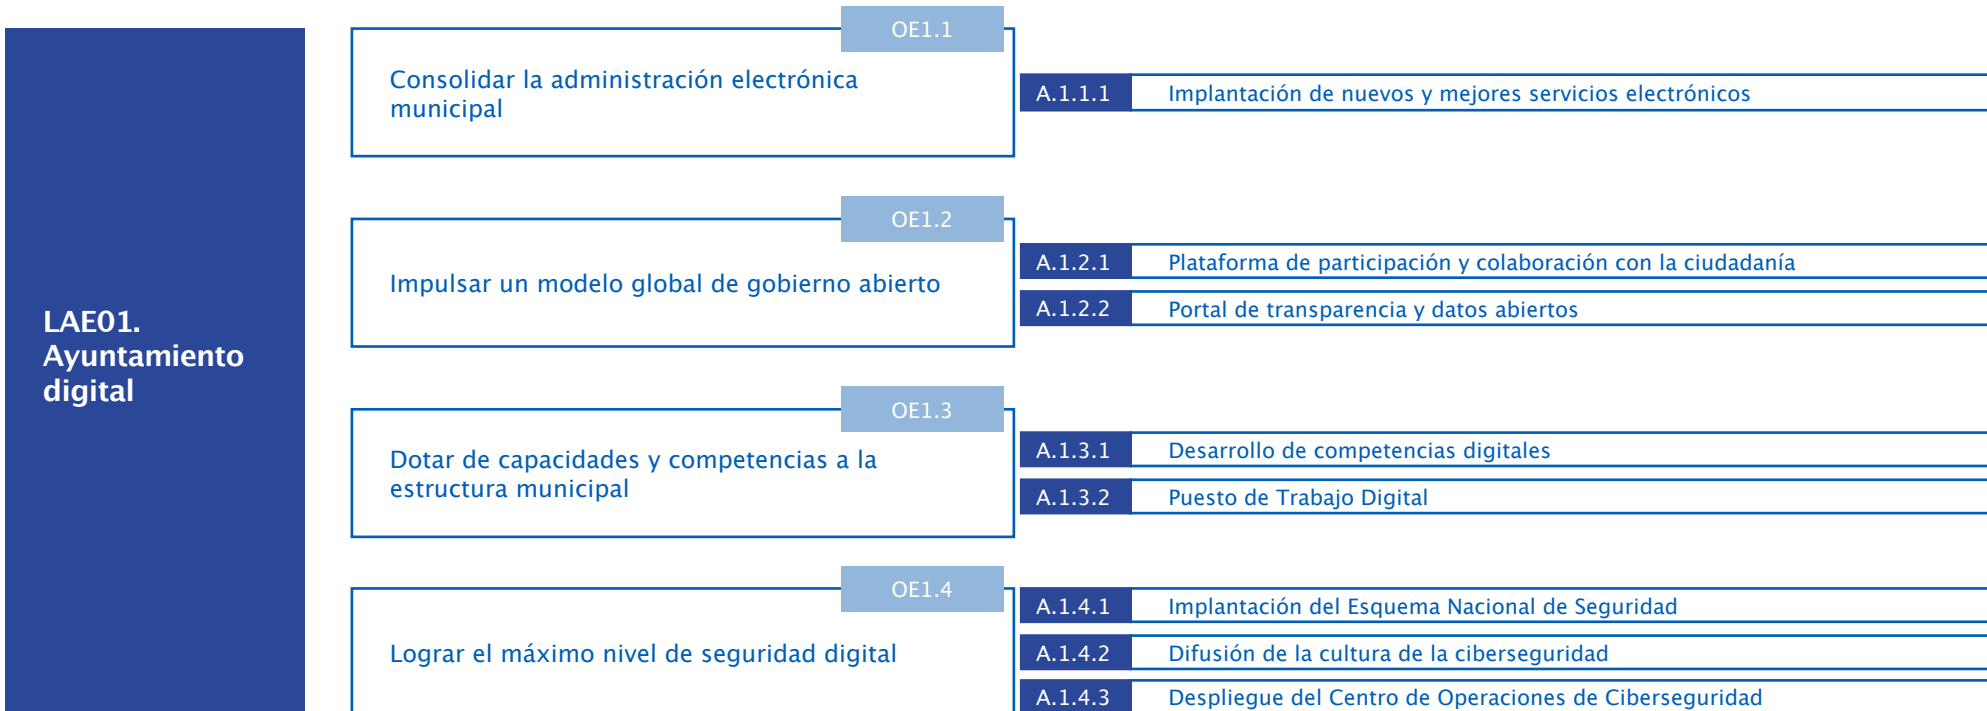 LAE01.
Ayuntamiento
digital
OE1.1
Consolidar la administración electrónica
municipal
A.1.1.1 Implantación de nuevos y mejores servicios electrónicos
OE1.2
Impulsar un modelo global de gobierno abierto
A.1.2.1 Plataforma de participación y colaboración con la ciudadanía
A.1.2.2 Portal de transparencia y datos abiertos
OE1.3
Dotar de capacidades y competencias a la
estructura municipal
A.1.3.1 Desarrollo de competencias digitales
A.1.3.2 Puesto de Trabajo Digital
OE1.4
Lograr el máximo nivel de seguridad digital
A.1.4.1 Implantación del Esquema Nacional de Seguridad
A.1.4.2 Difusión de la cultura de la ciberseguridad
A.1.4.3 Despliegue del Centro de Operaciones de Ciberseguridad